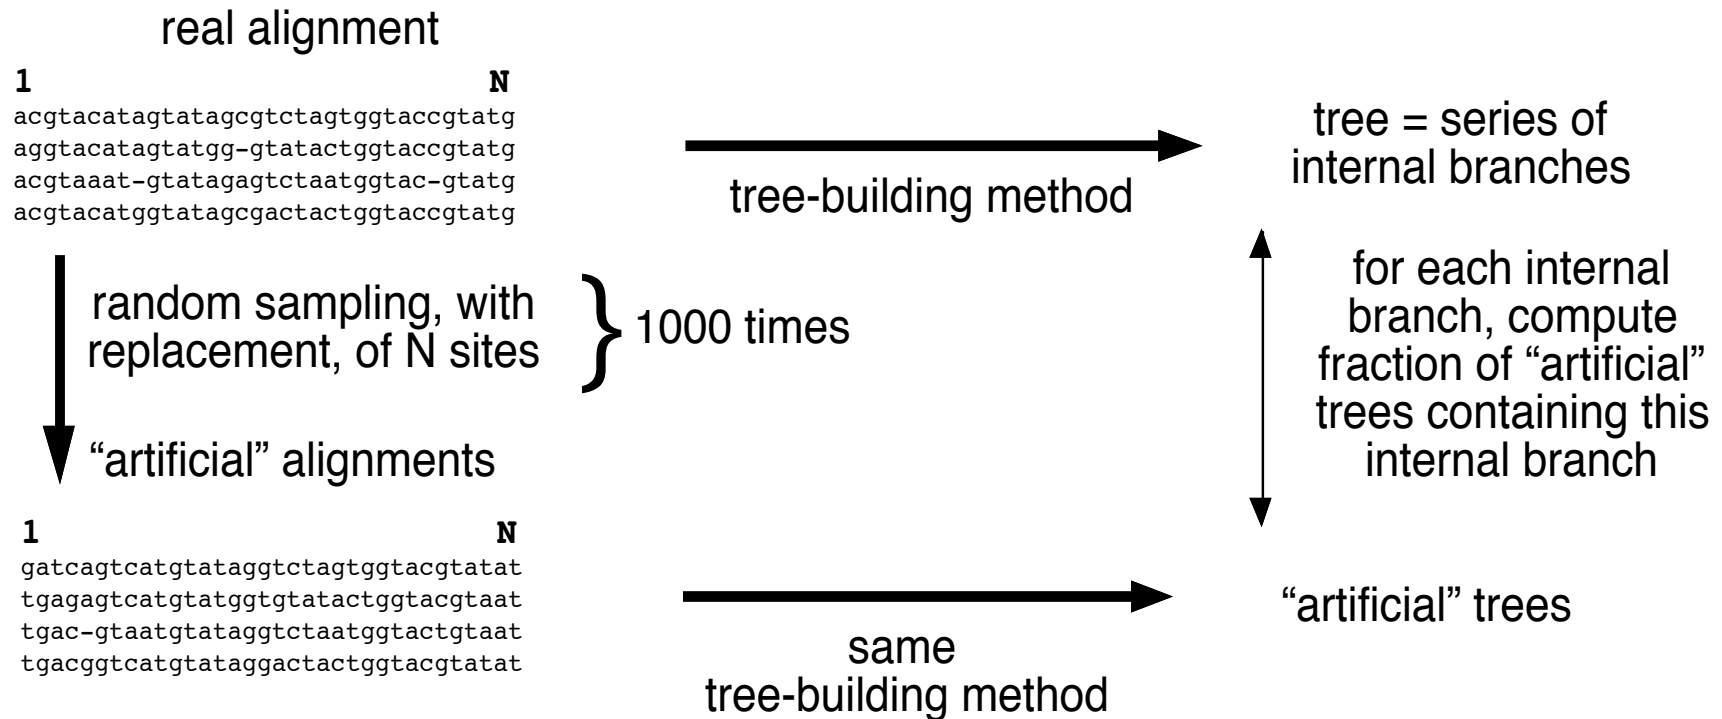 real alignment
1 N
acgtacatagtatagcgtctagtggtaccgtatg
aggtacatagtatgg-gtatactggtaccgtatg
acgtaaat-gtatagagtctaatggtac-gtatg
acgtacatggtatagcgactactggtaccgtatg
tree-building method
tree = series of
internal branches
random sampling, with
replacement, of N sites
} 1000 times
for each internal
branch, compute
fraction of “artificial”
trees containing this
internal branch
“artificial” alignments
1 N
gatcagtcatgtataggtctagtggtacgtatat
tgagagtcatgtatggtgtatactggtacgtaat
tgac-gtaatgtataggtctaatggtactgtaat
tgacggtcatgtataggactactggtacgtatat
same
tree-building method
“artificial” trees